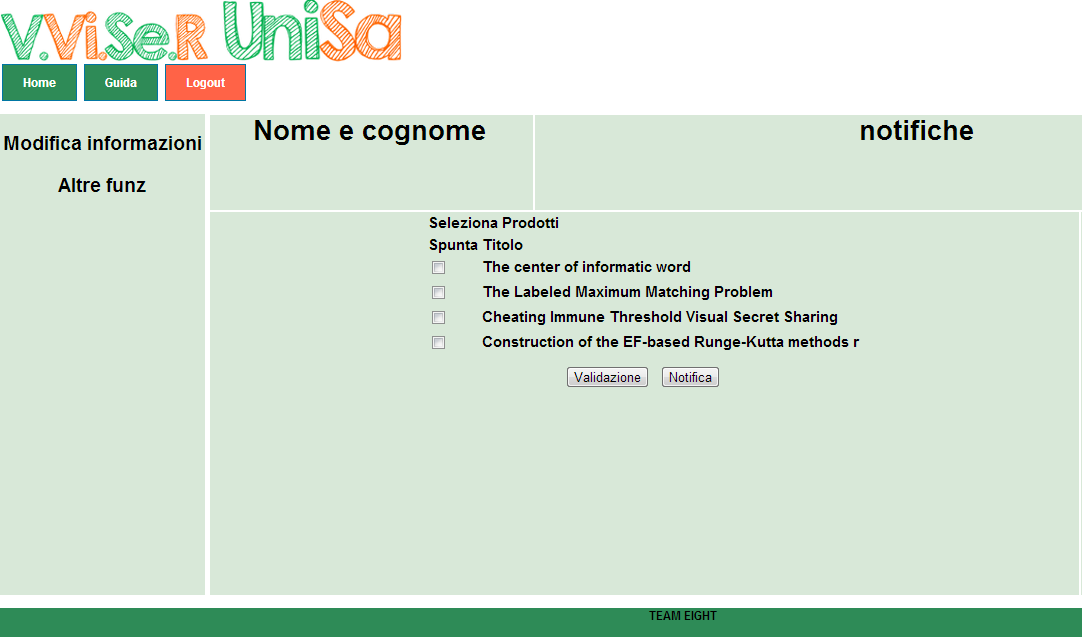 V.Vi.Se.R UniSa
Home Guida Logout
Modifica informazioni
Altre funz
Nome e cognome
notifiche
Seleziona Prodotti
Spunta Titolo
The center of informatic word
The Labeled Maximum Matching Problem
Cheating Immune Threshold Visual Secret Sharing
Construction of the EF-based Runge-Kutta methods r
Validazione Notifica
TEAM EIGHT